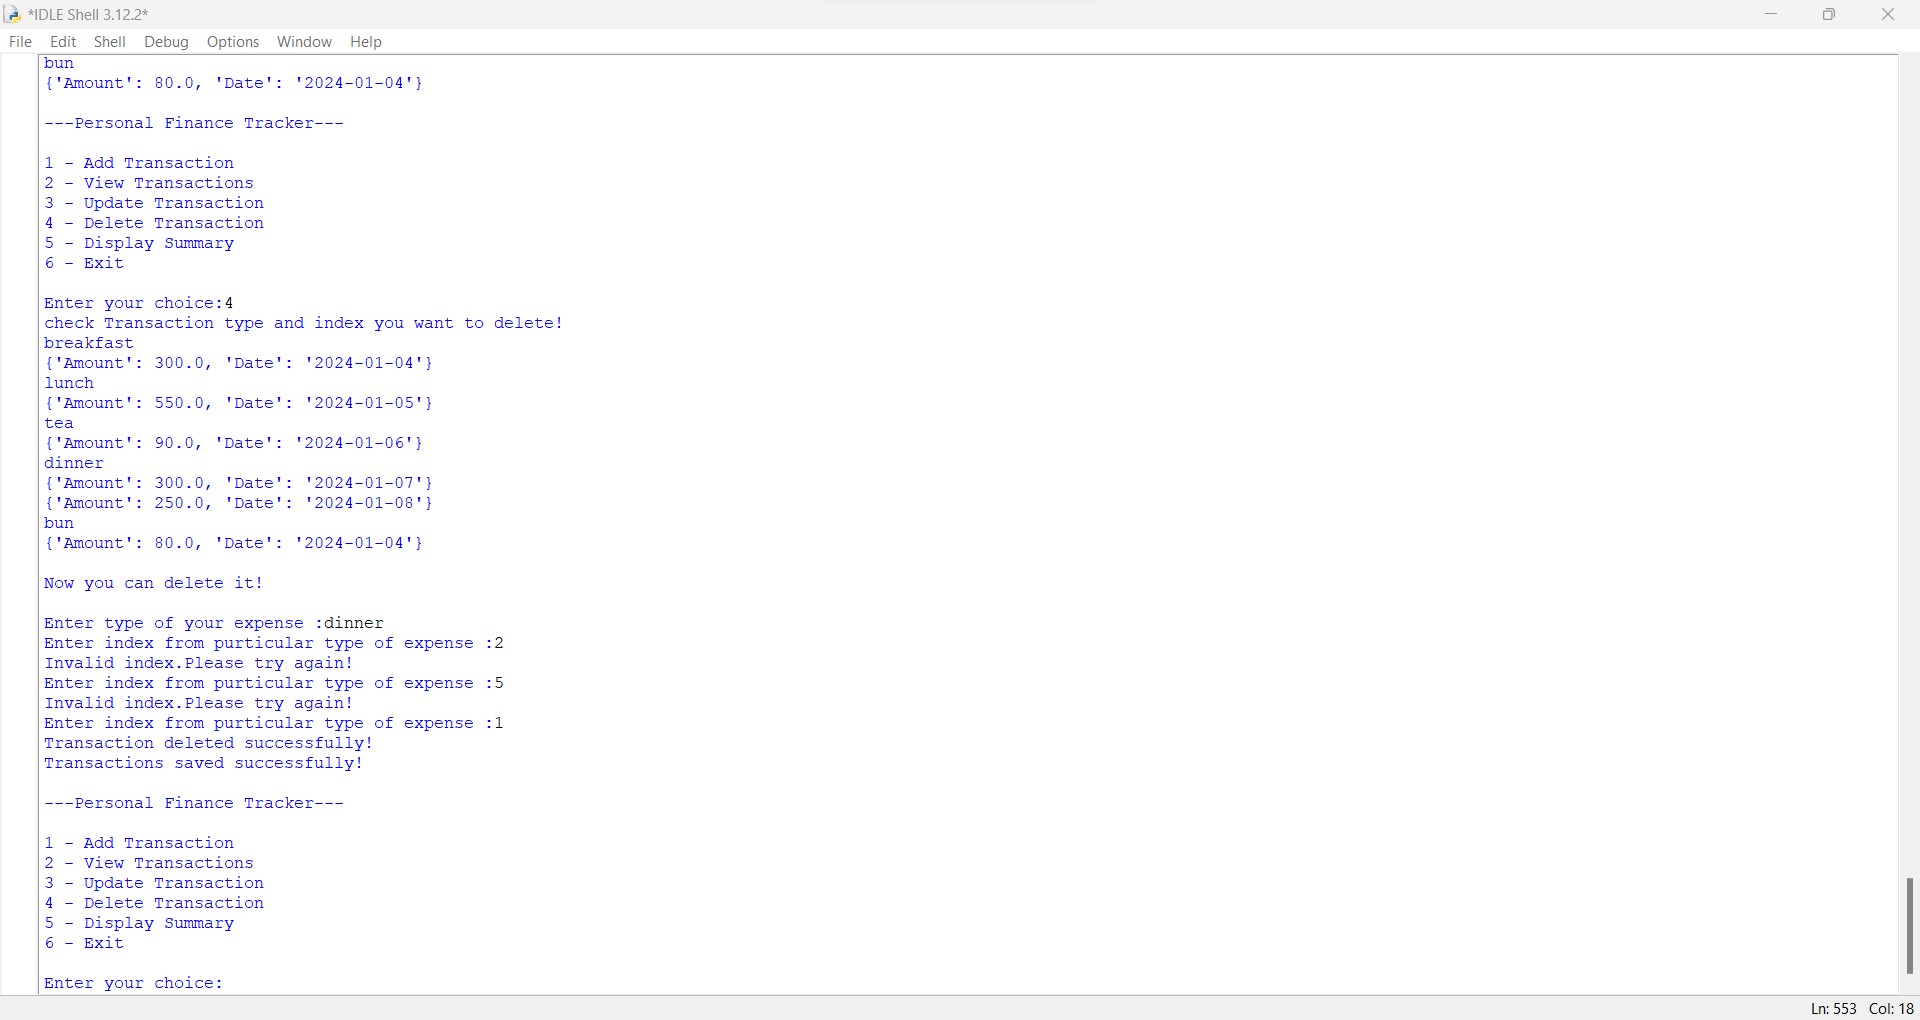 *IDLE Shell 3.12.2*
File Edit Shell Debug Options Window Help
bun
{'Amount': 80.0, 'Date': '2024-01-04'}
---Personal Finance Tracker---
1 - Add Transaction
2 - View Transactions
3 - Update Transaction
4 - Delete Transaction
5 - Display Summary
6 - Exit
Enter your choice:4
check Transaction type and index you want to delete!
breakfast
{'Amount': 300.0, 'Date': '2024-01-04'}
lunch
{'Amount': 550.0, 'Date': '2024-01-05'}
tea
{'Amount': 90.0, 'Date': '2024-01-06'}
dinner
{'Amount': 300.0, 'Date': '2024-01-07'}
{'Amount': 250.0, 'Date': '2024-01-08'}
bun
{'Amount': 80.0, 'Date': '2024-01-04'}
Now you can delete it!
Enter type of your expense :dinner
Enter index from purticular type of expense :2
Invalid index.Please try again!
Enter index from purticular type of expense :5
Invalid index.Please try again!
Enter index from purticular type of expense :1
Transaction deleted successfully!
Transactions saved successfully!
---Personal Finance Tracker---
1 - Add Transaction
2 - View Transactions
3 - Update Transaction
4 - Delete Transaction
5 - Display Summary
6 - Exit
Enter your choice:
Ln: 553 Col: 18